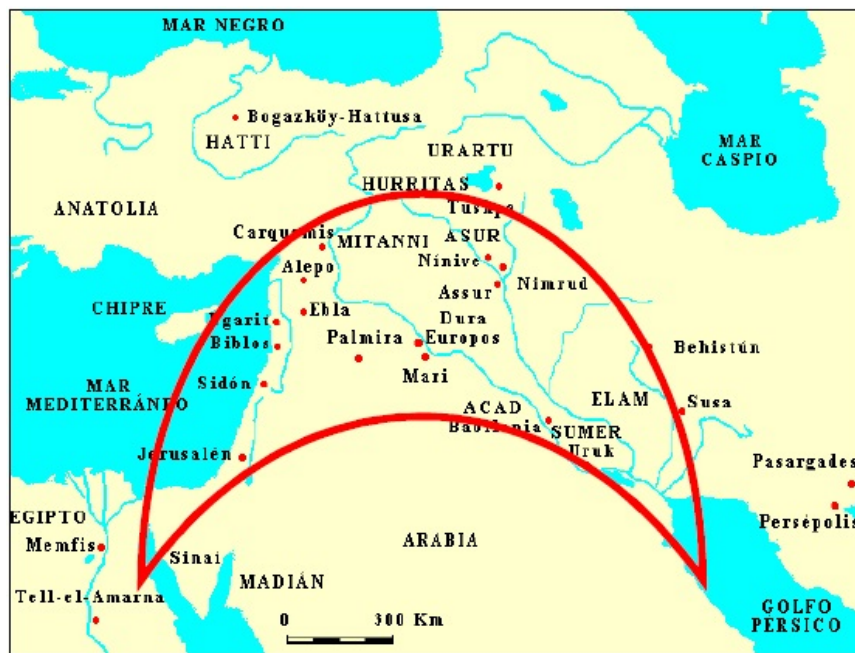 MAR NEGRO
Bogazköy-Hattusa
HATTI
MAR
CASPIO
URARTU
HURRITAS
Tushpa
ANATOLIA
Carquemis
MITANNI
ASUR
Alepo
Nínive
Nimrud
Assur
CHIPRE
Ebla
Dura
Europos
Ugarit
Palmira
Biblos
Behistún
Mari
MAR
MEDITERRÁNEO
Sidón
ELAM
Susa
ACAD
Babilonia
SUMER
Uruk
Jerusalén
Pasargades
Persépolis
EGIPTO
Memfis
Sinaí
ARABIA
MADIÁN
Tell-el-Amarna
0 300 Km
GOLFO
PÉRSICO